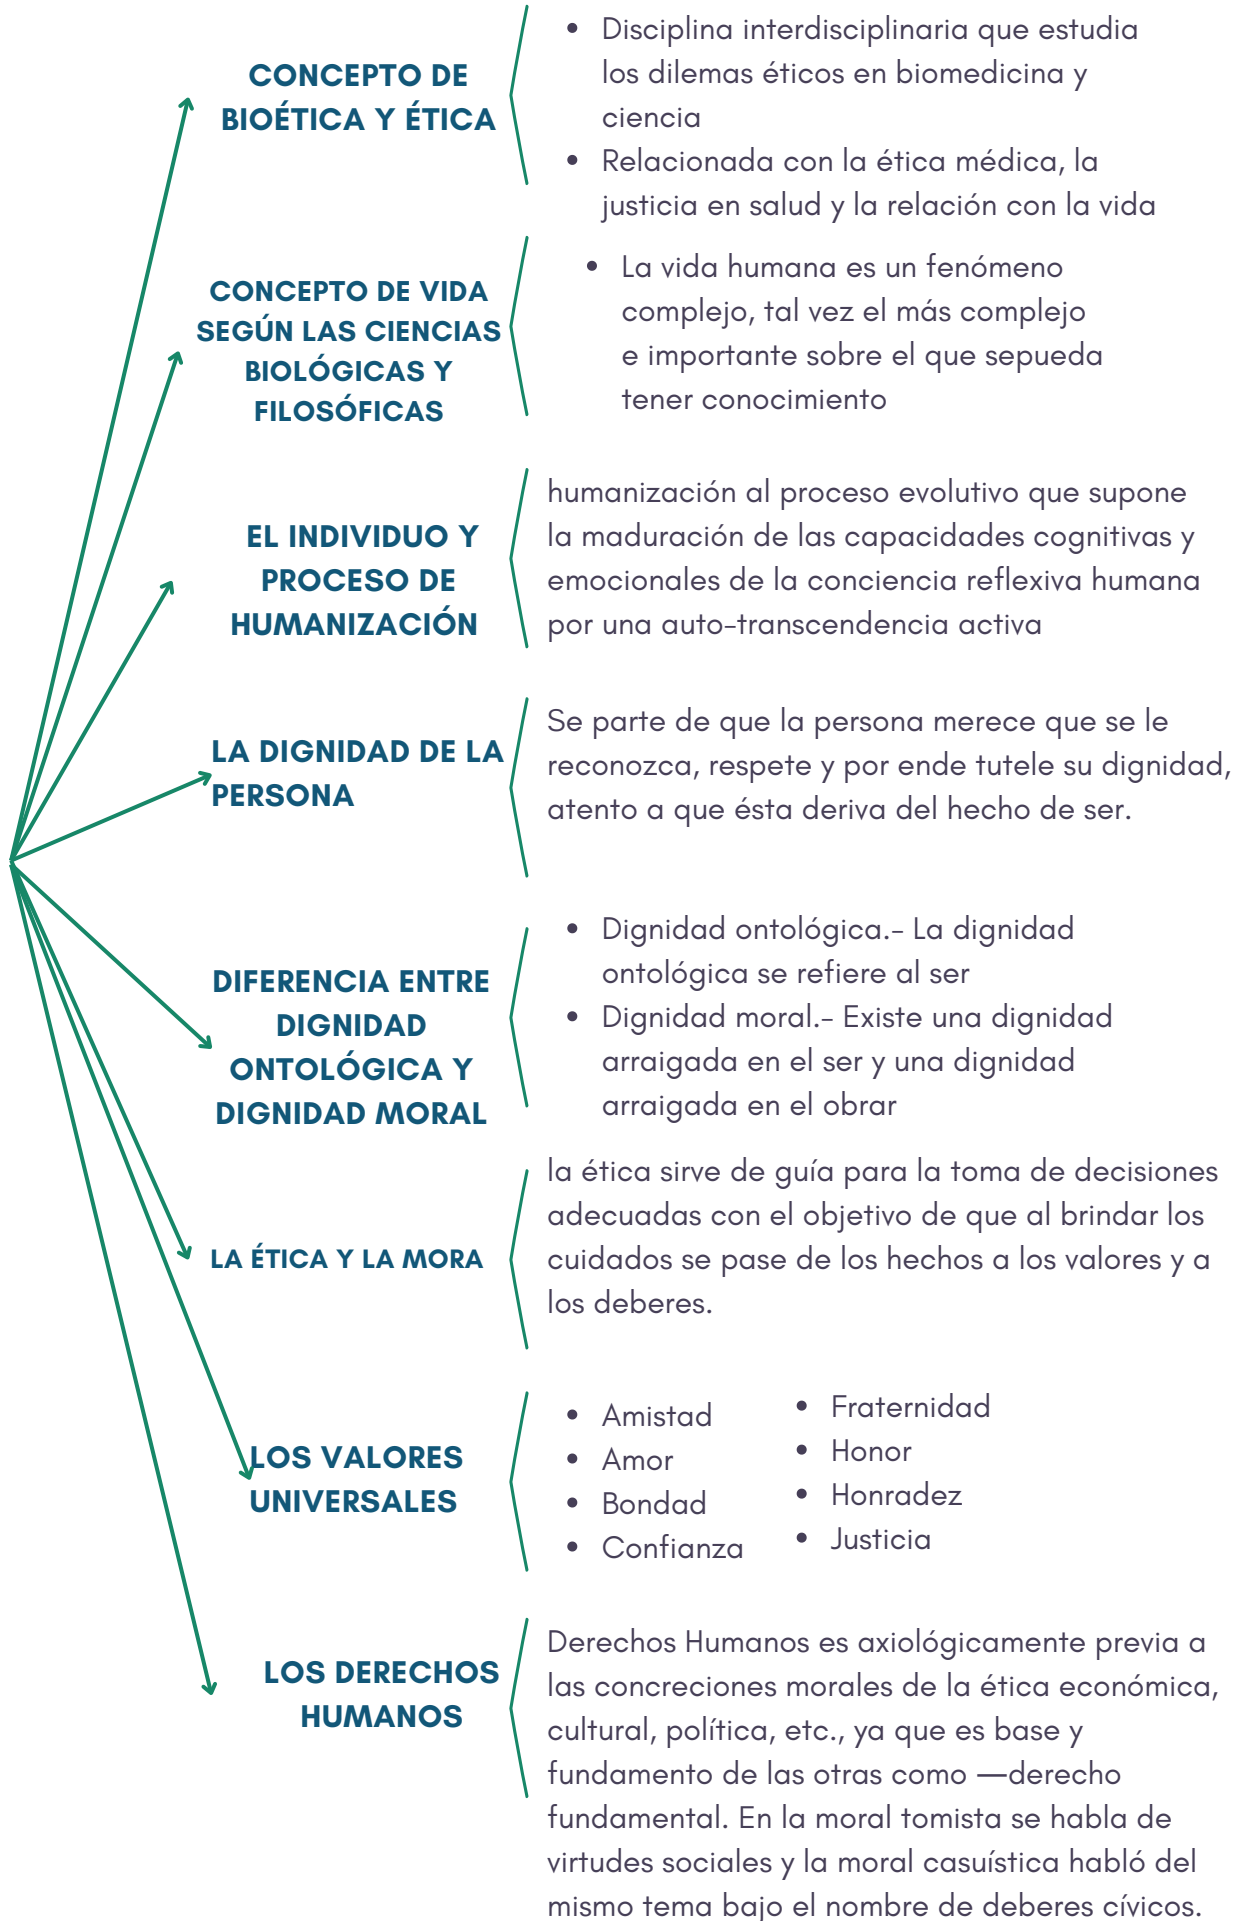 CONCEPTO DE
BIOÉTICA Y ÉTICA
• Disciplina interdisciplinaria que estudia
los dilemas éticos en biomedicina y
ciencia
• Relacionada con la ética médica, la
justicia en salud y la relación con la vida
CONCEPTO DE VIDA
SEGÚN LAS CIENCIAS
BIOLÓGICAS Y
FILOSÓFICAS
• La vida humana es un fenómeno
complejo, tal vez el más complejo
e importante sobre el que sepueda
tener conocimiento
EL INDIVIDUO Y
PROCESO DE
HUMANIZACIÓN
humanización al proceso evolutivo que supone
la maduración de las capacidades cognitivas y
emocionales de la conciencia reflexiva humana
por una auto-transcendencia activa
LA DIGNIDAD DE LA
PERSONA
Se parte de que la persona merece que se le
reconozca, respete y por ende tutele su dignidad,
atento a que ésta deriva del hecho de ser.
DIFERENCIA ENTRE
DIGNIDAD
ONTOLÓGICA Y
DIGNIDAD MORAL
• Dignidad ontológica.- La dignidad
ontológica se refiere al ser
• Dignidad moral.- Existe una dignidad
arraigada en el ser y una dignidad
arraigada en el obrar
LA ÉTICA Y LA MORA
la ética sirve de guía para la toma de decisiones
adecuadas con el objetivo de que al brindar los
cuidados se pase de los hechos a los valores y a
los deberes.
LOS VALORES
UNIVERSALES
• Amistad
• Amor
• Bondad
• Confianza
• Fraternidad
• Honor
• Honradez
• Justicia
LOS DERECHOS
HUMANOS
Derechos Humanos es axiológicamente previa a
las concreciones morales de la ética económica,
cultural, política, etc., ya que es base y
fundamento de las otras como ―derecho
fundamental. En la moral tomista se habla de
virtudes sociales y la moral casuística habló del
mismo tema bajo el nombre de deberes cívicos.